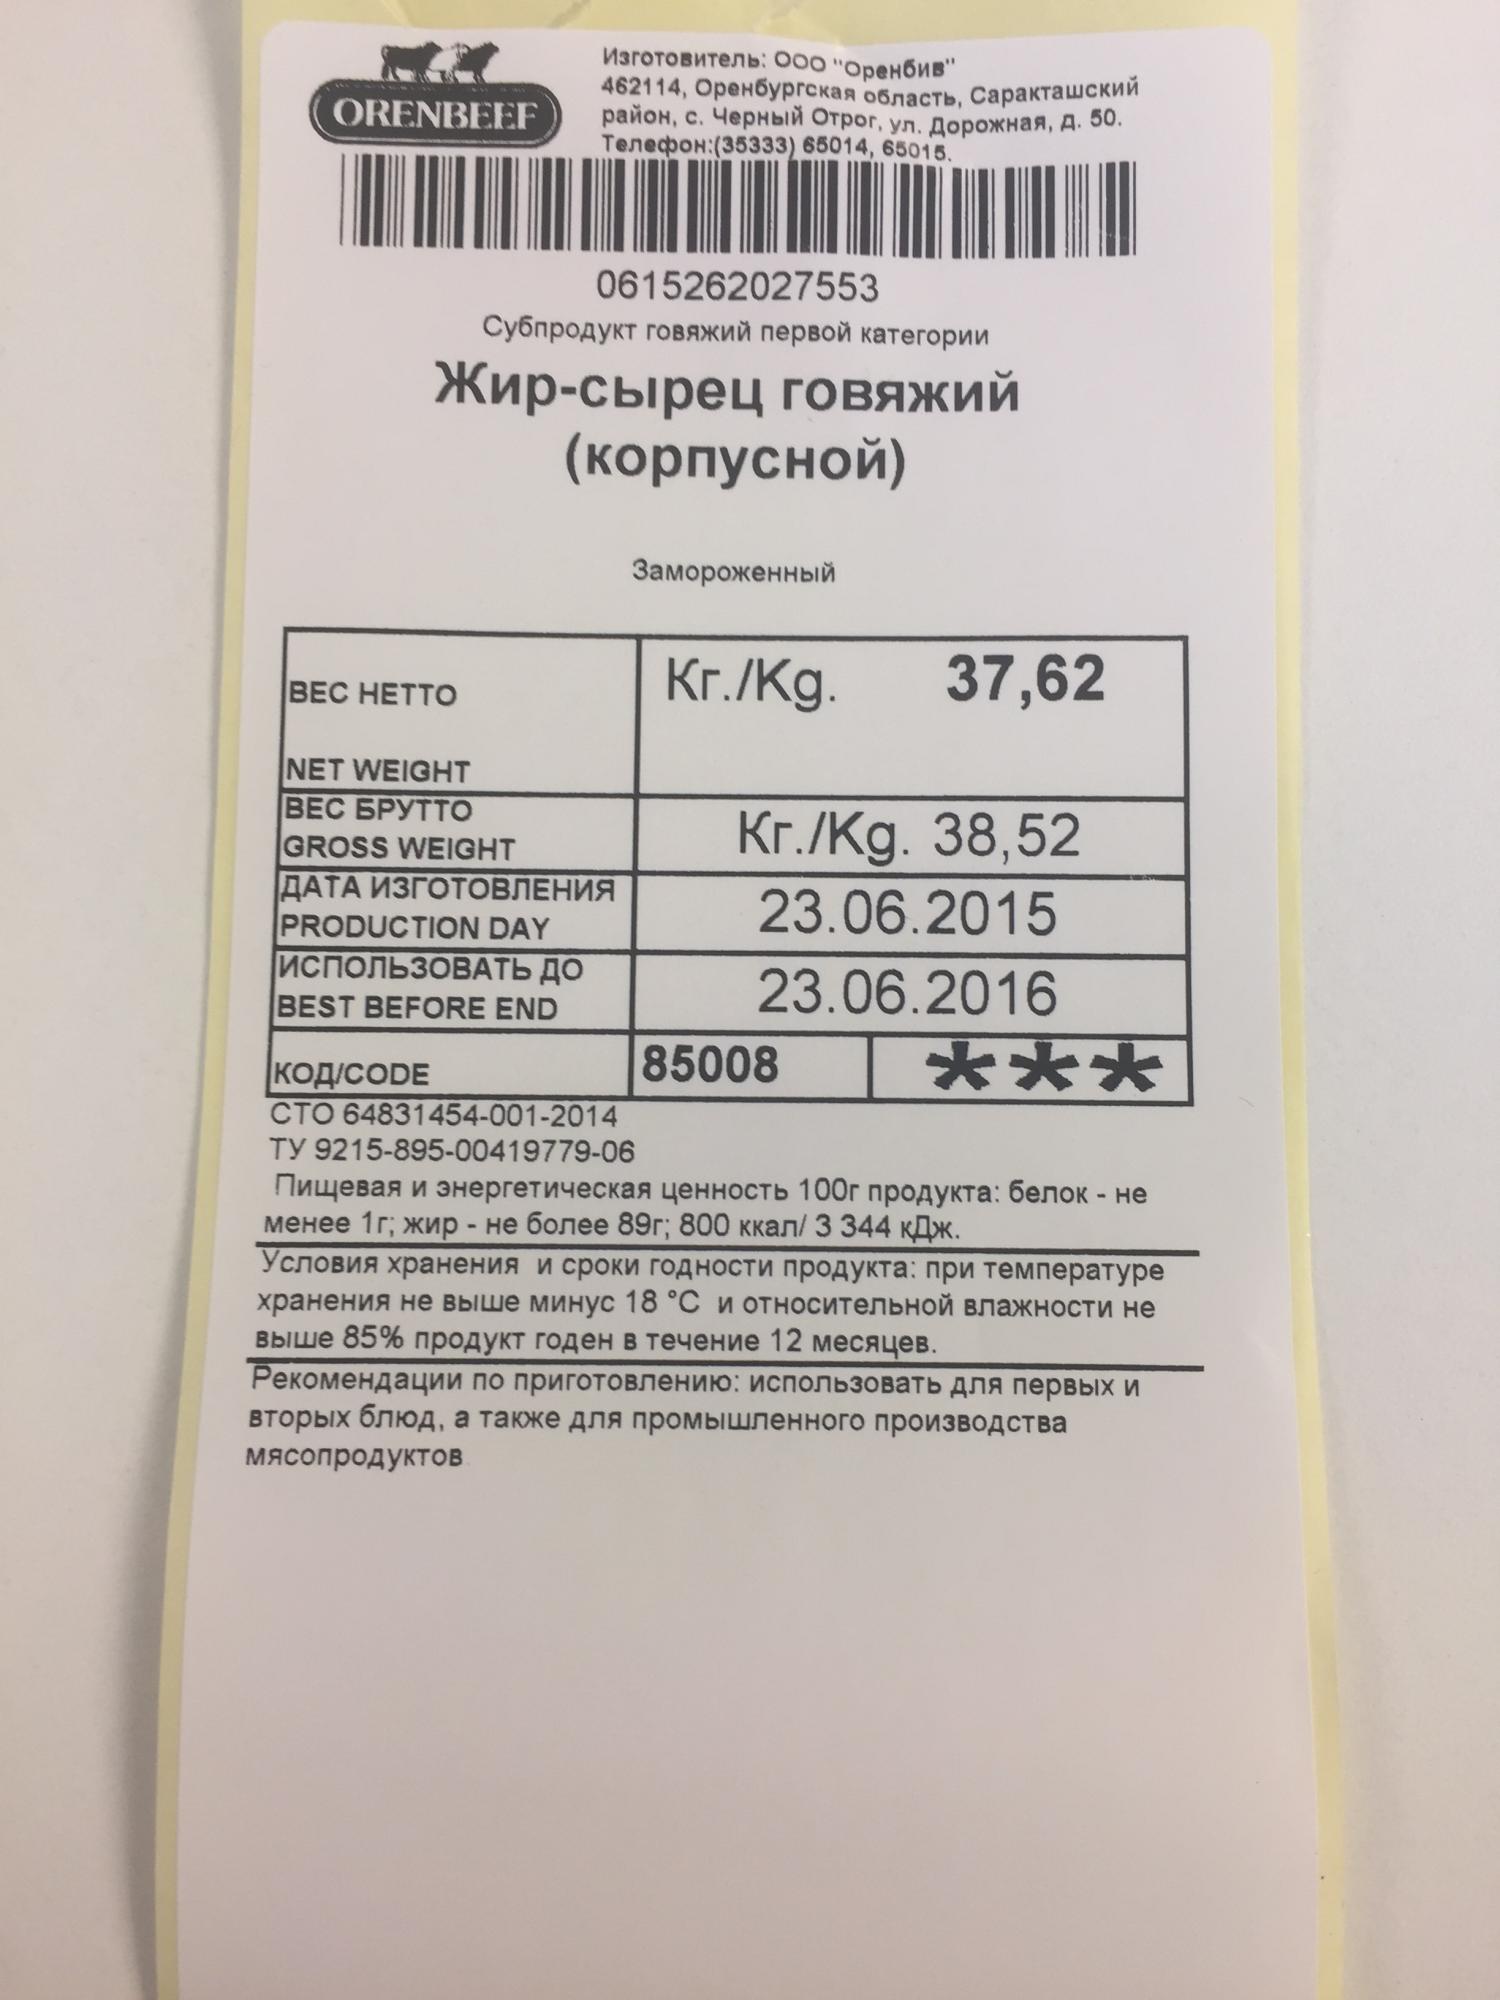 ORENBEEF
Изготовитель: ООО "Оренбив"
462114, Оренбургская область, Саракташский
район, с. Черный Отрог, ул. Дорожная, д. 50.
Телефон:(35333) 65014, 65015.
0615262027553
Субпродукт говяжий первой категории
Жир-сырец говяжий
(корпусной)
Замороженный
ВЕС НЕТТО
NET WEIGHT
Кг./Kg. 37,62
ВЕС БРУТТО
GROSS WEIGHT
Кг./Kg. 38,52
ДАТА ИЗГОТОВЛЕНИЯ
PRODUCTION DAY
23.06.2015
ИСПОЛЬЗОВАТЬ ДО
BEST BEFORE END
23.06.2016
КОД/CODE
85008 ***
СТО 64831454-001-2014
ТУ 9215-895-00419779-06
Пищевая и энергетическая ценность 100г продукта: белок - не
менее 1г; жир - не более 89г; 800 ккал/ 3 344 кДж.
Условия хранения и сроки годности продукта: при температуре
хранения не выше минус 18 °С и относительной влажности не
выше 85% продукт годен в течение 12 месяцев.
Рекомендации по приготовлению: использовать для первых и
вторых блюд, а также для промышленного производства
мясопродуктов